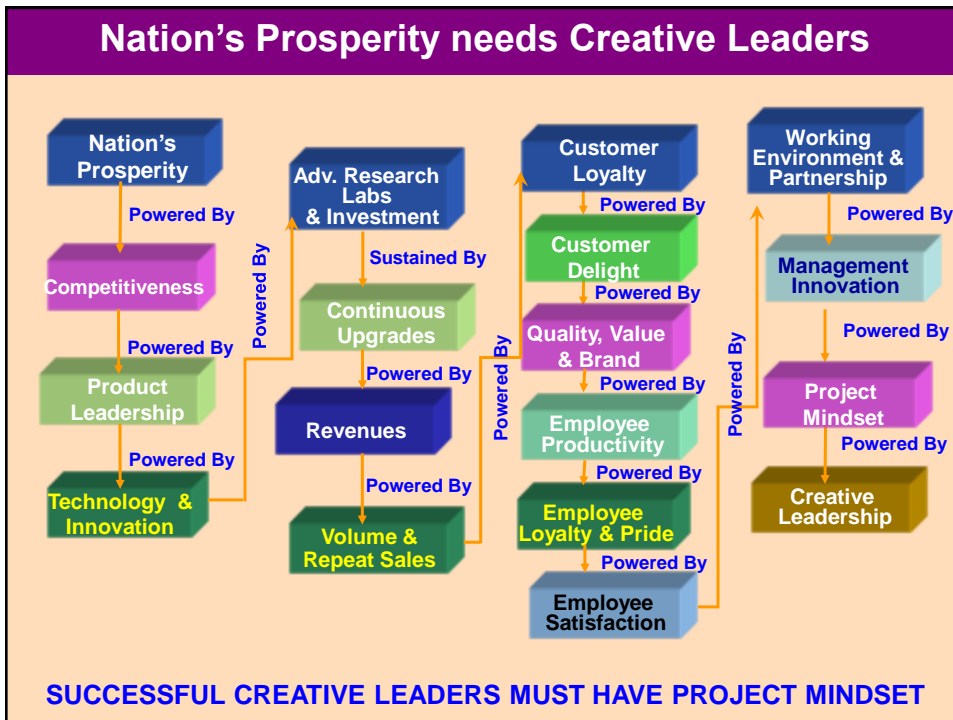 Nation's Prosperity needs Creative Leaders
Nation's
Prosperity
Powered By
Competitiveness
Powered By
Product
Leadership
Powered By
Technology &
Innovation
Powered By
Adv. Research
Labs
& Investment
Sustained By
Continuous
Upgrades
Powered By
Revenues
Powered By
Volume &
Repeat Sales
Powered By
Customer
Loyalty
Powered By
Customer
Delight
Powered By
Quality, Value
& Brand
Powered By
Employee
Productivity
Powered By
Employee
Loyalty & Pride
Powered By
Employee
Satisfaction
Powered By
Working
Environment &
Partnership
Powered By
Management
Innovation
Powered By
Project
Mindset
Powered By
Creative
Leadership
SUCCESSFUL CREATIVE LEADERS MUST HAVE PROJECT MINDSET